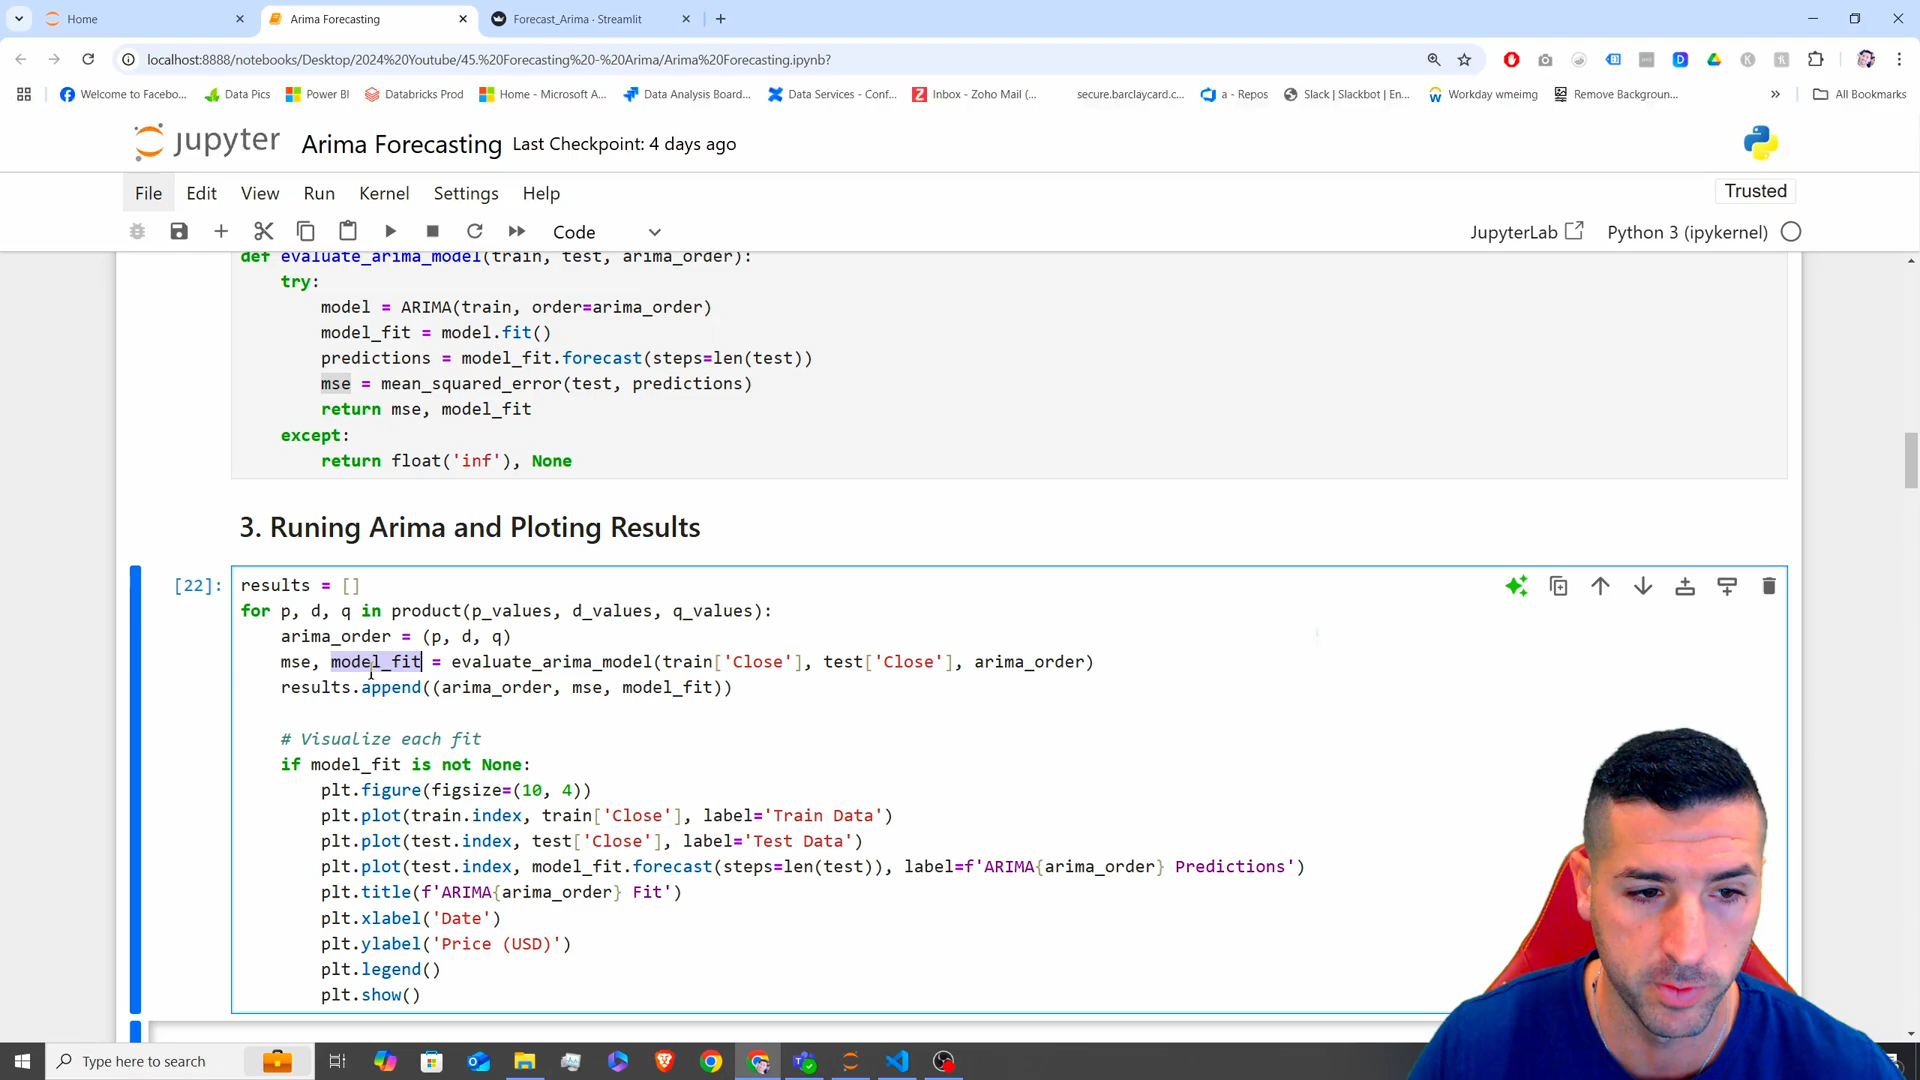 Home
Arima Forecasting
Forecast_Arima · Streamlit
localhost:8888/notebooks/Desktop/2024%20Youtube/45.%20Forecasting%20-%20Arima/Arima%20Forecasting.ipynb?
Welcome to Facebo...
Data Pics
Power BI
Databricks Prod
Home - Microsoft A...
Data Analysis Board...
Data Services - Conf...
Inbox - Zoho Mail (...
secure.barclaycard.c...
a - Repos
Slack | Slackbot | En...
Workday wmeimg
Remove Backgroun...
All Bookmarks
jupyter Arima Forecasting Last Checkpoint: 4 days ago
File Edit View Run Kernel Settings Help
Trusted
Code
JupyterLab
Python 3 (ipykernel)
def evaluate_arima_model(train, test, arima_order):
try:
model = ARIMA(train, order=arima_order)
model_fit = model.fit()
predictions = model_fit.forecast(steps=len(test))
mse = mean_squared_error(test, predictions)
return mse, model_fit
except:
return float('inf'), None
3. Runing Arima and Ploting Results
[22]:
results = []
for p, d, q in product(p_values, d_values, q_values):
arima_order = (p, d, q)
mse, model_fit = evaluate_arima_model(train['Close'], test['Close'], arima_order)
results.append((arima_order, mse, model_fit))
# Visualize each fit
if model_fit is not None:
plt.figure(figsize=(10, 4))
plt.plot(train.index, train['Close'], label='Train Data')
plt.plot(test.index, test['Close'], label='Test Data')
plt.plot(test.index, model_fit.forecast(steps=len(test)), label=f'ARIMA{arima_order} Predictions')
plt.title(f'ARIMA{arima_order} Fit')
plt.xlabel('Date')
plt.ylabel('Price (USD)')
plt.legend()
plt.show()
Type here to search